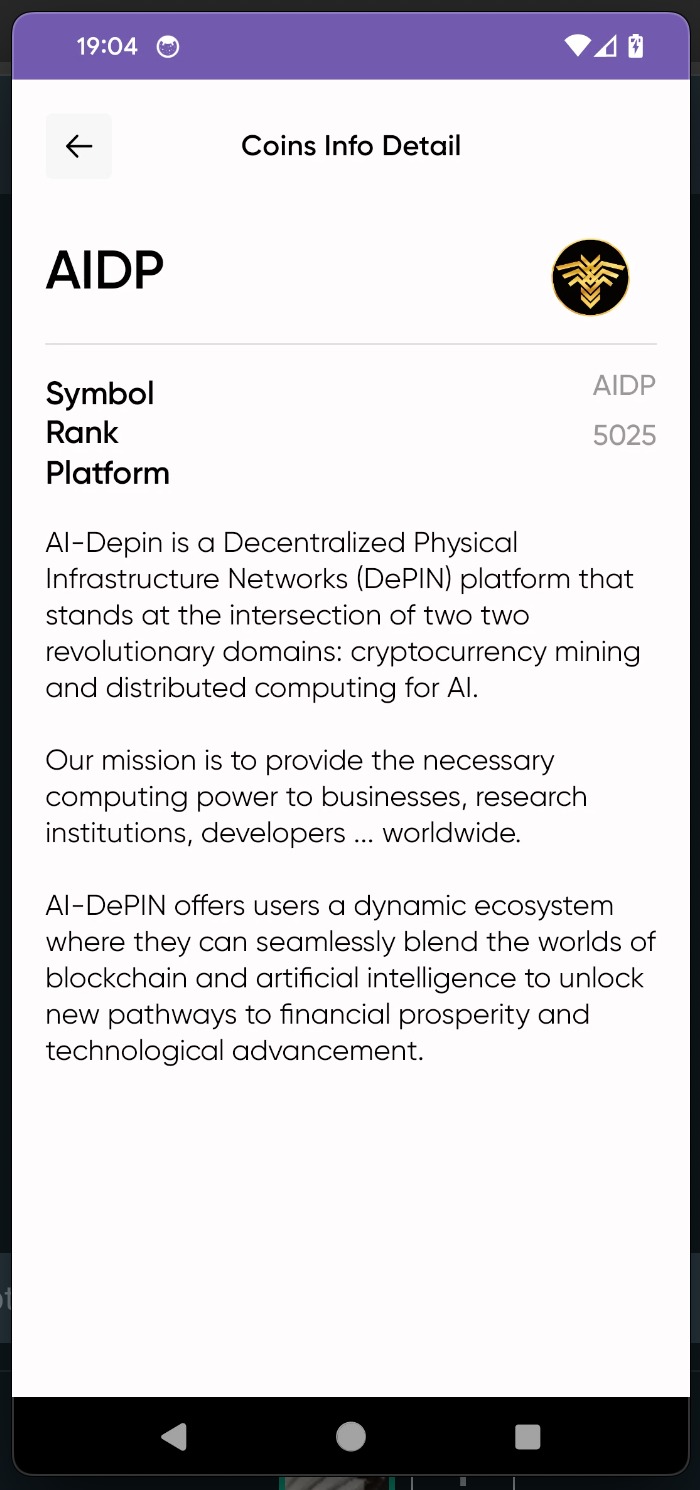 19:04
Coins Info Detail
AIDP
Symbol AIDP
Rank 5025
Platform
AI-Depin is a Decentralized Physical
Infrastructure Networks (DePIN) platform that
stands at the intersection of two two
revolutionary domains: cryptocurrency mining
and distributed computing for AI.
Our mission is to provide the necessary
computing power to businesses, research
institutions, developers ... worldwide.
AI-DePIN offers users a dynamic ecosystem
where they can seamlessly blend the worlds of
blockchain and artificial intelligence to unlock
new pathways to financial prosperity and
technological advancement.